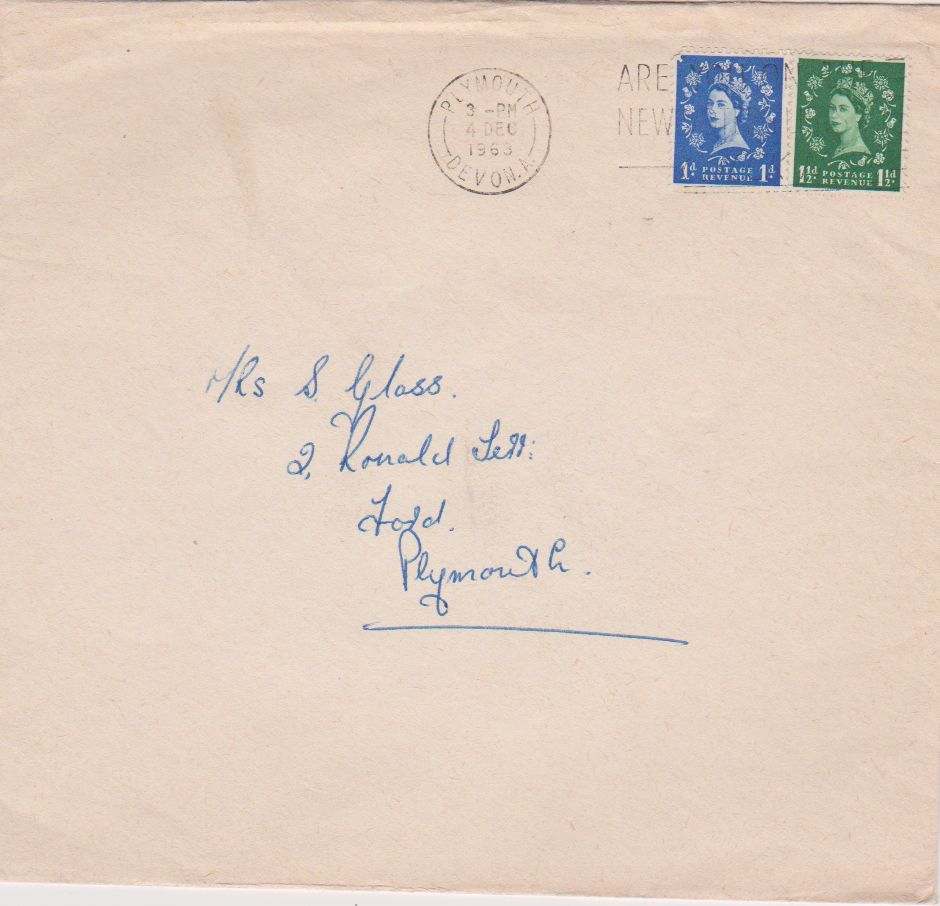 PLYMOUTH
3 - PM
4 DEC
1963
DEVON.A.
ARE
NEW
1d. POSTAGE REVENUE 1d.
1½d. POSTAGE REVENUE 1½d.
Mrs S. Glass.
2, Ronald Terr:
Ford.
Plymouth.